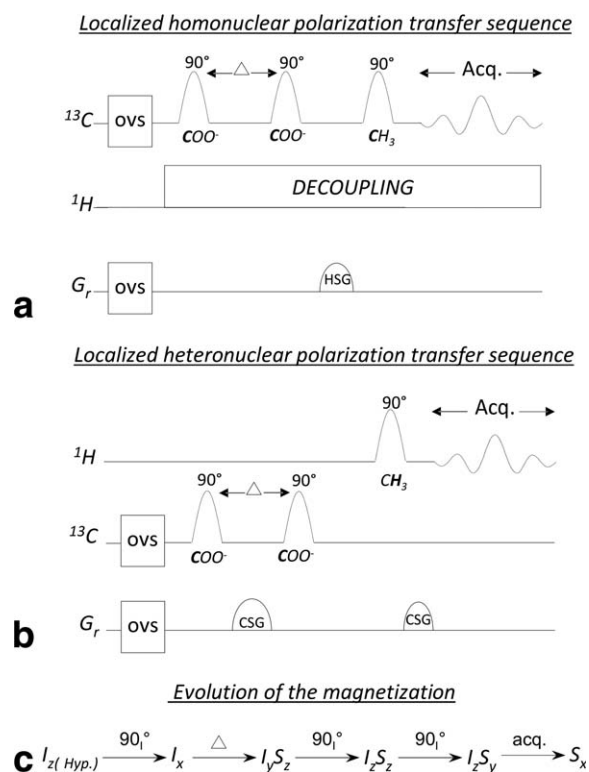 Localized homonuclear polarization transfer sequence
90° △ 90° 90° Acq.
13C OVS
COO- COO- CH3
1H DECOUPLING
Gr OVS HSG
a
Localized heteronuclear polarization transfer sequence
90° Acq.
1H
90° △ 90° CH3
13C OVS
COO- COO-
Gr OVS CSG CSG
b
Evolution of the magnetization
90I° △ 90I° 90I° acq.
c Iz( Hyp.) Ix IySz IzSz IzSy Sx